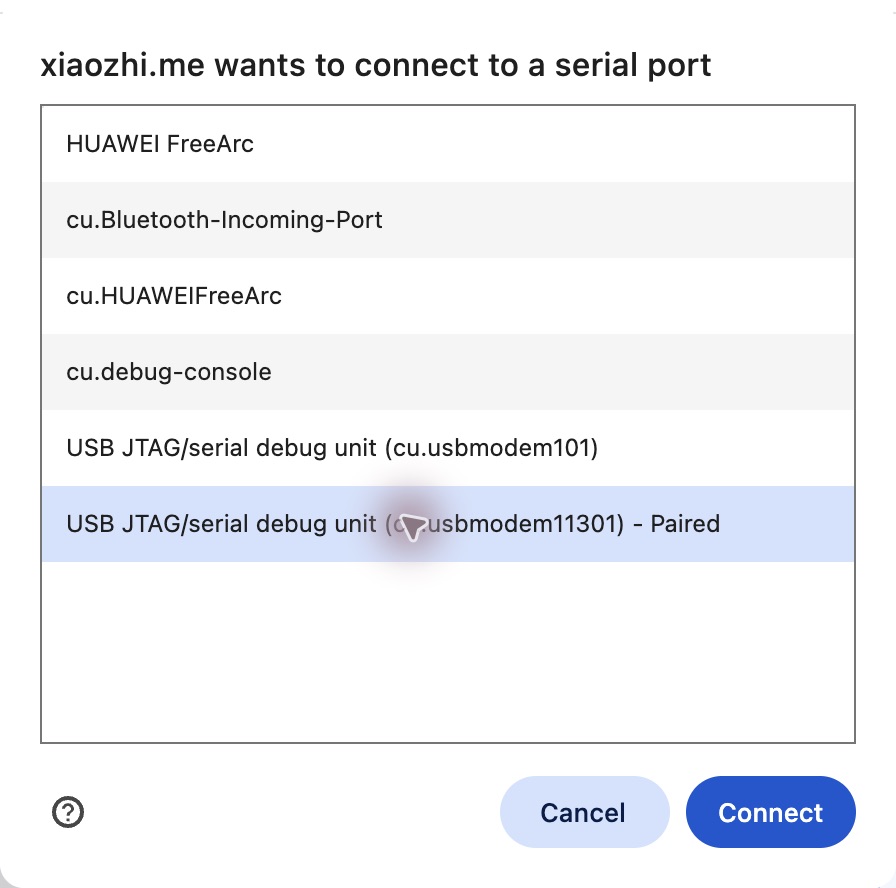 xiaozhi.me wants to connect to a serial port
HUAWEI FreeArc
cu.Bluetooth-Incoming-Port
cu.HUAWEIFreeArc
cu.debug-console
USB JTAG/serial debug unit (cu.usbmodem101)
USB JTAG/serial debug unit (cu.usbmodem11301) - Paired
?
Cancel
Connect